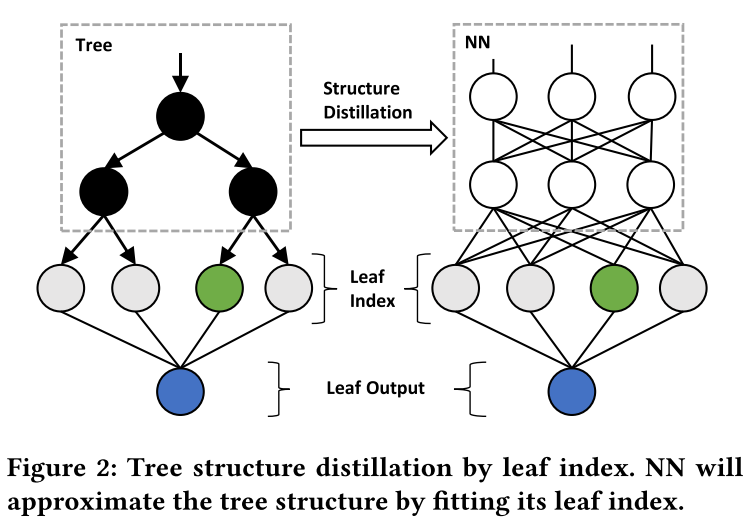 Tree
NN
Structure
Distillation
Leaf
Index
Leaf Output
Figure 2: Tree structure distillation by leaf index. NN will
approximate the tree structure by fitting its leaf index.